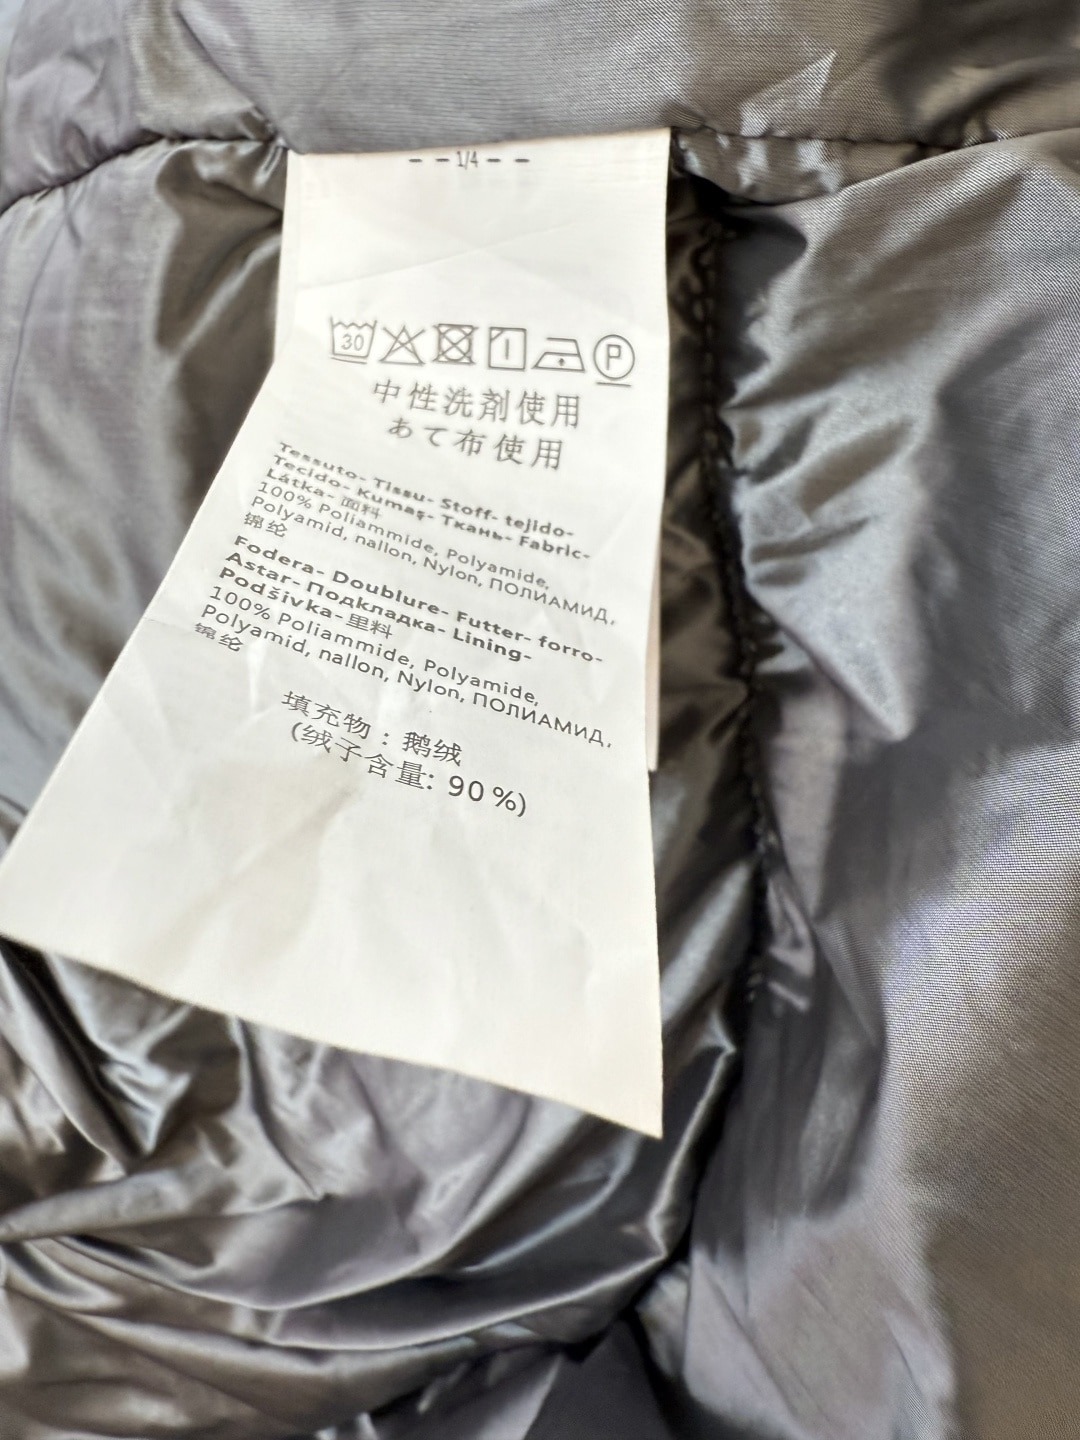 - - 1/4 - -
30 P
中性洗剤使用
あて布使用
Tessuto- Tissu- Stoff- tejido-
Tecido- Kumaş- Ткань- Fabric-
Látka- 面料
100% Poliammide, Polyamide,
Polyamid, nallon, Nylon, ПОЛИАМИД,
锦纶
Fodera- Doublure- Futter- forro-
Astar- Подкладка- Lining-
Podšivka- 里料
100% Poliammide, Polyamide,
Polyamid, nallon, Nylon, ПОЛИАМИД,
锦纶
填充物：鹅绒
(绒子含量: 90%)